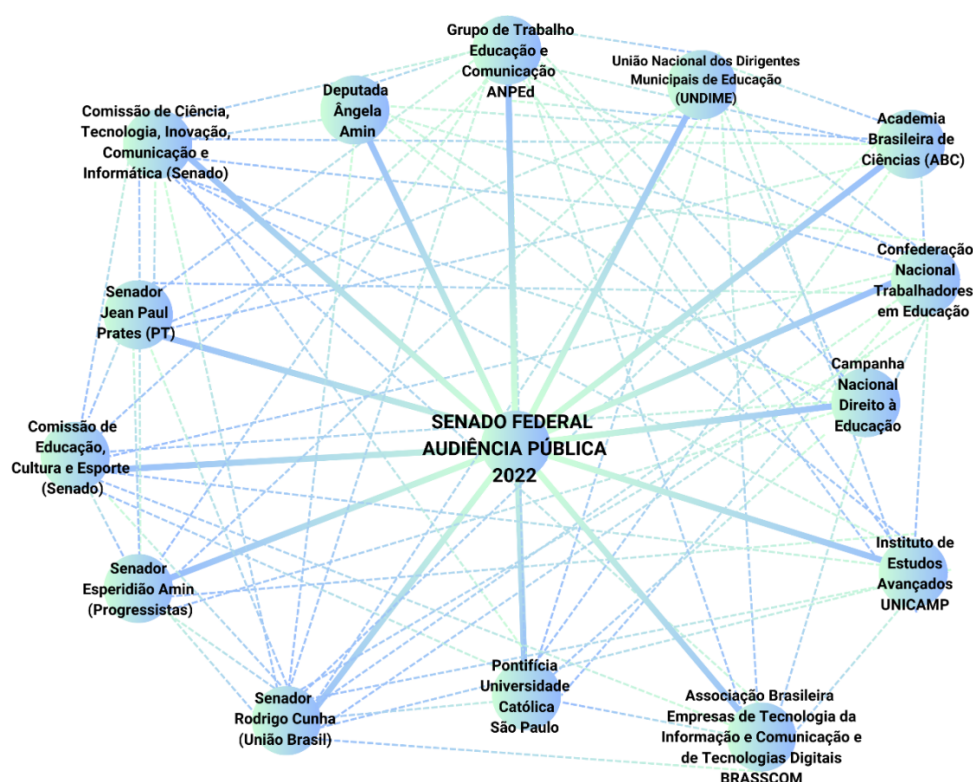 Grupo de Trabalho
Educação e
Comunicação
ANPEd
União Nacional dos Dirigentes
Municipais de Educação
(UNDIME)
Deputada
Ângela
Amin
Comissão de Ciência,
Tecnologia, Inovação,
Comunicação e
Informática (Senado)
Academia
Brasileira de
Ciências (ABC)
Confederação
Nacional
Trabalhadores
em Educação
Senador
Jean Paul
Prates (PT)
Campanha
Nacional
Direito à
Educação
SENADO FEDERAL
AUDIÊNCIA PÚBLICA
2022
Comissão de
Educação,
Cultura e Esporte
(Senado)
Instituto de
Estudos
Avançados
UNICAMP
Senador
Esperidião Amin
(Progressistas)
Pontifícia
Universidade
Católica
São Paulo
Senador
Rodrigo Cunha
(União Brasil)
Associação Brasileira
Empresas de Tecnologia da
Informação e Comunicação e
de Tecnologias Digitais
BRASSCOM